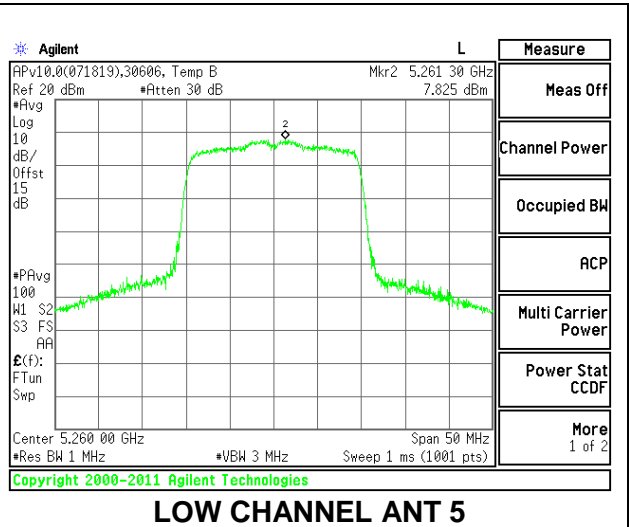 Agilent
L
Measure
APv10.0(071819),30606, Temp B
Mkr2 5.261 30 GHz
Ref 20 dBm
#Atten 30 dB
7.825 dBm
Meas Off
#Avg
Log
10
dB/
Offst
15
dB
2
Channel Power
Occupied BW
ACP
#PAvg
100
W1 S2
S3 FS
AA
£(f):
FTun
Swp
Multi Carrier
Power
Power Stat
CCDF
More
1 of 2
Center 5.260 00 GHz
Span 50 MHz
#Res BW 1 MHz
#VBW 3 MHz
Sweep 1 ms (1001 pts)
Copyright 2000-2011 Agilent Technologies
LOW CHANNEL ANT 5